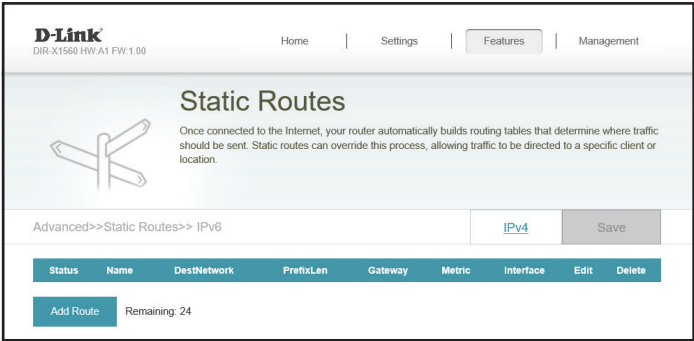 D-Link
DIR-X1560 HW:A1 FW:1.00
Home | Settings | Features | Management
Static Routes
Once connected to the Internet, your router automatically builds routing tables that determine where traffic
should be sent. Static routes can override this process, allowing traffic to be directed to a specific client or
location.
Advanced>>Static Routes>> IPv6 IPv4 Save
Status Name DestNetwork PrefixLen Gateway Metric Interface Edit Delete
Add Route Remaining: 24